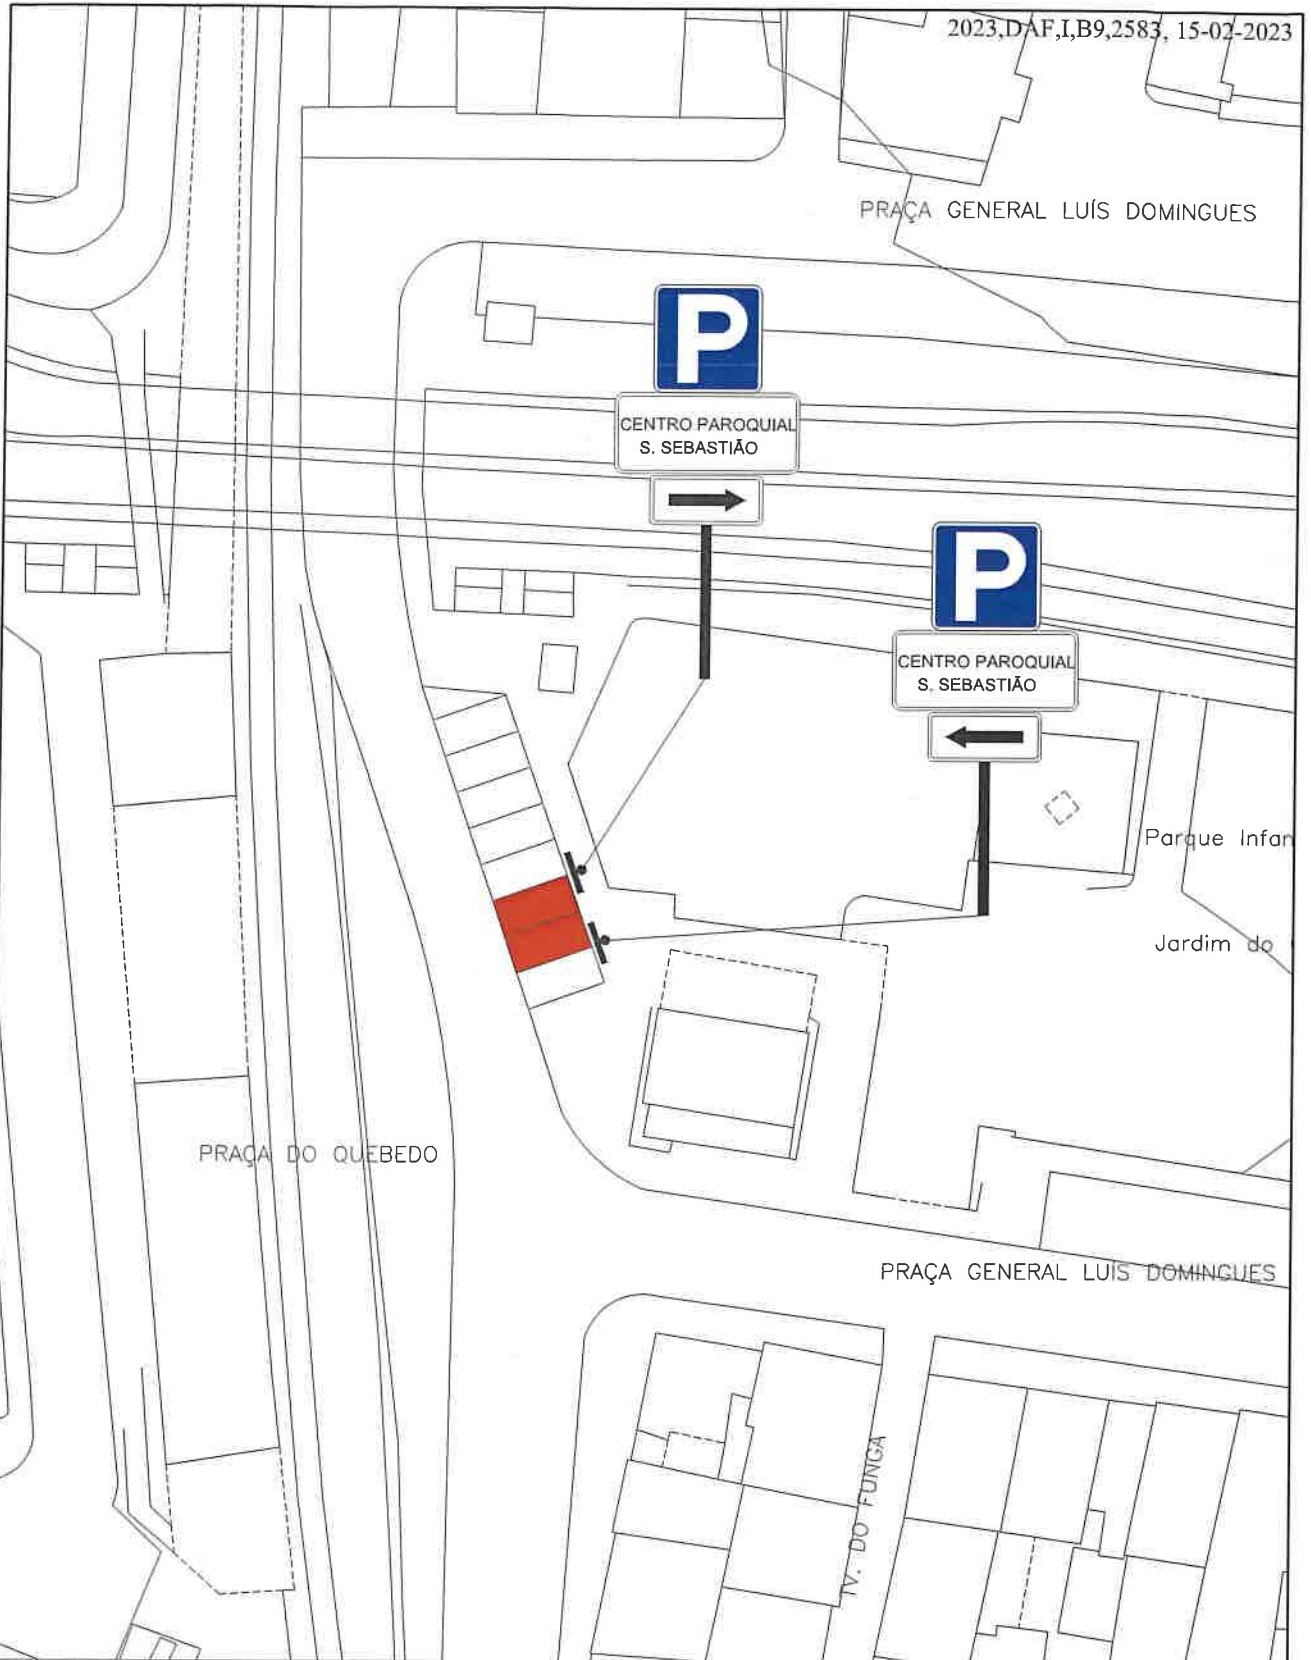 2023,DAF,I,B9,2583, 15-02-2023
PRAÇA GENERAL LUÍS DOMINGUES
P
CENTRO PAROQUIAL
S. SEBASTIÃO
P
CENTRO PAROQUIAL
S. SEBASTIÃO
Parque Infan
Jardim do
PRAÇA DO QUEBEDO
PRAÇA GENERAL LUÍS DOMINGUES
TV. DO FUNGA